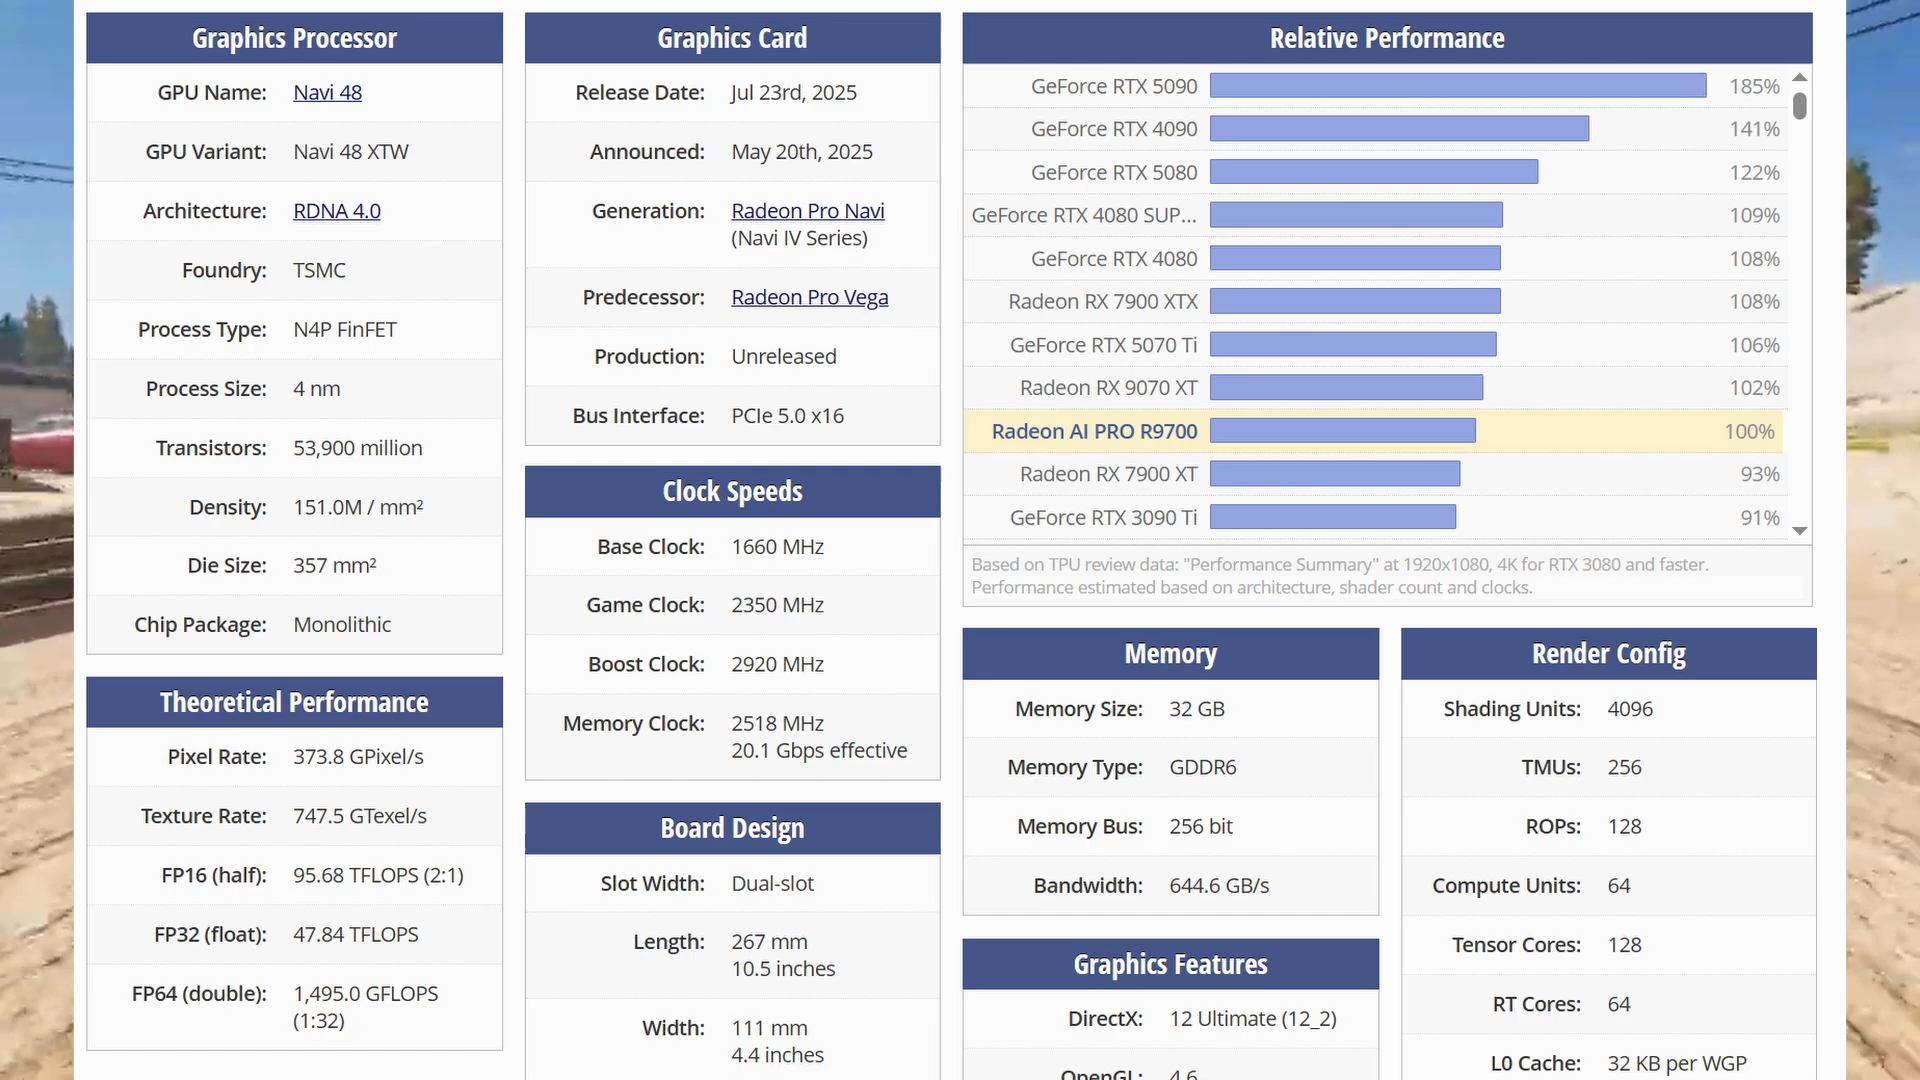 Graphics Processor
GPU Name: Navi 48
GPU Variant: Navi 48 XTW
Architecture: RDNA 4.0
Foundry: TSMC
Process Type: N4P FinFET
Process Size: 4 nm
Transistors: 53,900 million
Density: 151.0M / mm²
Die Size: 357 mm²
Chip Package: Monolithic
Theoretical Performance
Pixel Rate: 373.8 GPixel/s
Texture Rate: 747.5 GTexel/s
FP16 (half): 95.68 TFLOPS (2:1)
FP32 (float): 47.84 TFLOPS
FP64 (double): 1,495.0 GFLOPS
(1:32)
Graphics Card
Release Date: Jul 23rd, 2025
Announced: May 20th, 2025
Generation: Radeon Pro Navi
(Navi IV Series)
Predecessor: Radeon Pro Vega
Production: Unreleased
Bus Interface: PCIe 5.0 x16
Clock Speeds
Base Clock: 1660 MHz
Game Clock: 2350 MHz
Boost Clock: 2920 MHz
Memory Clock: 2518 MHz
20.1 Gbps effective
Board Design
Slot Width: Dual-slot
Length: 267 mm
10.5 inches
Width: 111 mm
4.4 inches
Relative Performance
GeForce RTX 5090 185%
GeForce RTX 4090 141%
GeForce RTX 5080 122%
GeForce RTX 4080 SUP... 109%
GeForce RTX 4080 108%
Radeon RX 7900 XTX 108%
GeForce RTX 5070 Ti 106%
Radeon RX 9070 XT 102%
Radeon AI PRO R9700 100%
Radeon RX 7900 XT 93%
GeForce RTX 3090 Ti 91%
Based on TPU review data: "Performance Summary" at 1920x1080, 4K for RTX 3080 and faster.
Performance estimated based on architecture, shader count and clocks.
Memory
Memory Size: 32 GB
Memory Type: GDDR6
Memory Bus: 256 bit
Bandwidth: 644.6 GB/s
Graphics Features
DirectX: 12 Ultimate (12_2)
OpenGL: 4.6
Render Config
Shading Units: 4096
TMUs: 256
ROPs: 128
Compute Units: 64
Tensor Cores: 128
RT Cores: 64
L0 Cache: 32 KB per WGP